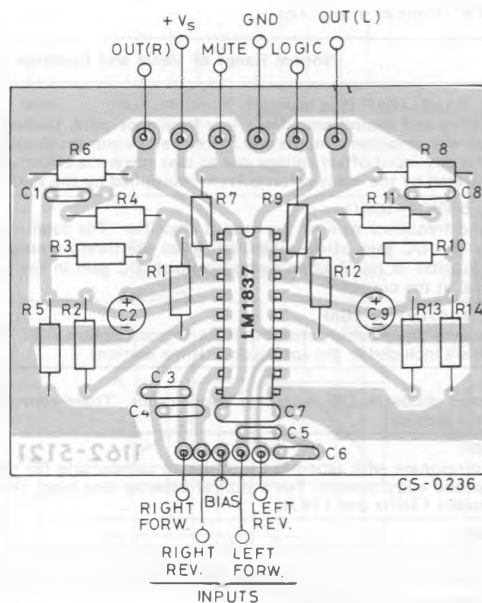 +Vs GND OUT(L)
OUT(R) MUTE LOGIC
R6 R8
C1 C8
R7 R9
R4 R11
R3 R10
R1 R12
LM1837
R5 R2 C2 C9 R13 R14
+ +
- -
C3
C4 C7
C5
C6
1162-5121
CS-0236
BIAS
RIGHT FORW. LEFT REV.
RIGHT REV. LEFT FORW.
INPUTS